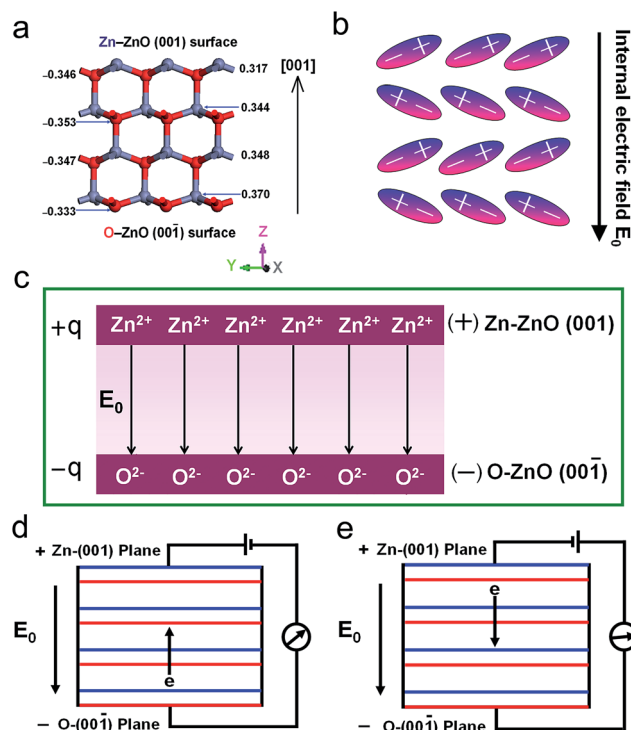 a
Zn–ZnO (001) surface
–0.346
0.317
[001]
0.344
–0.353
–0.347
0.348
0.370
–0.333
O–ZnO (001̄) surface
Z
Y
X
b
+ − + − + −
+ − + − + −
+ − + − + −
+ − + − + −
Internal electric field E₀
c
+q
Zn²⁺ Zn²⁺ Zn²⁺ Zn²⁺ Zn²⁺ Zn²⁺
(+) Zn-ZnO (001)
E₀
−q
O²⁻ O²⁻ O²⁻ O²⁻ O²⁻ O²⁻
(−) O-ZnO (001̄)
d
+ Zn-(001) Plane
E₀
e
− O-(001̄) Plane
e
+ Zn-(001) Plane
e
E₀
− O-(001̄) Plane